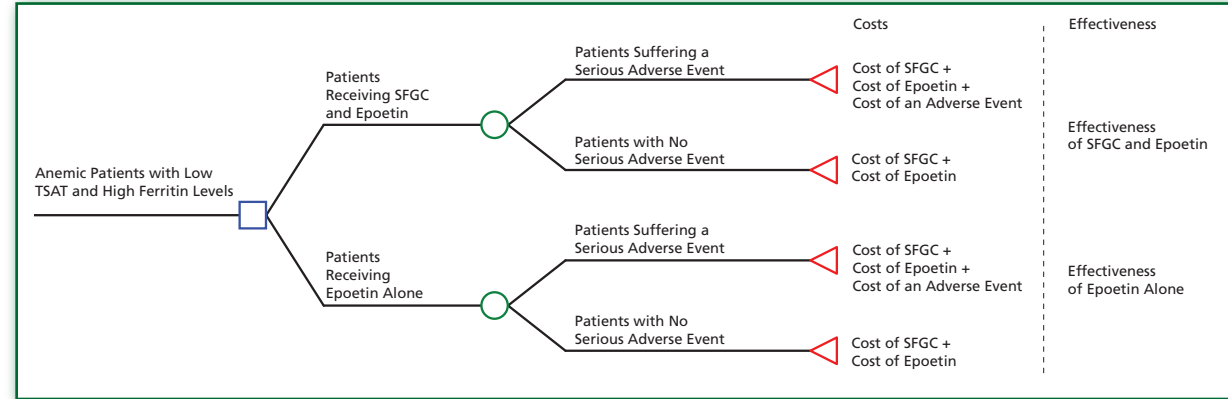 Costs
Effectiveness
Patients Suffering a
Serious Adverse Event
Patients
Receiving SFGC
and Epoetin
Cost of SFGC +
Cost of Epoetin +
Cost of an Adverse Event
Effectiveness
of SFGC and Epoetin
Patients with No
Serious Adverse Event
Cost of SFGC +
Cost of Epoetin
Anemic Patients with Low
TSAT and High Ferritin Levels
Patients Suffering a
Serious Adverse Event
Patients
Receiving
Epoetin Alone
Cost of SFGC +
Cost of Epoetin +
Cost of an Adverse Event
Effectiveness
of Epoetin Alone
Patients with No
Serious Adverse Event
Cost of SFGC +
Cost of Epoetin